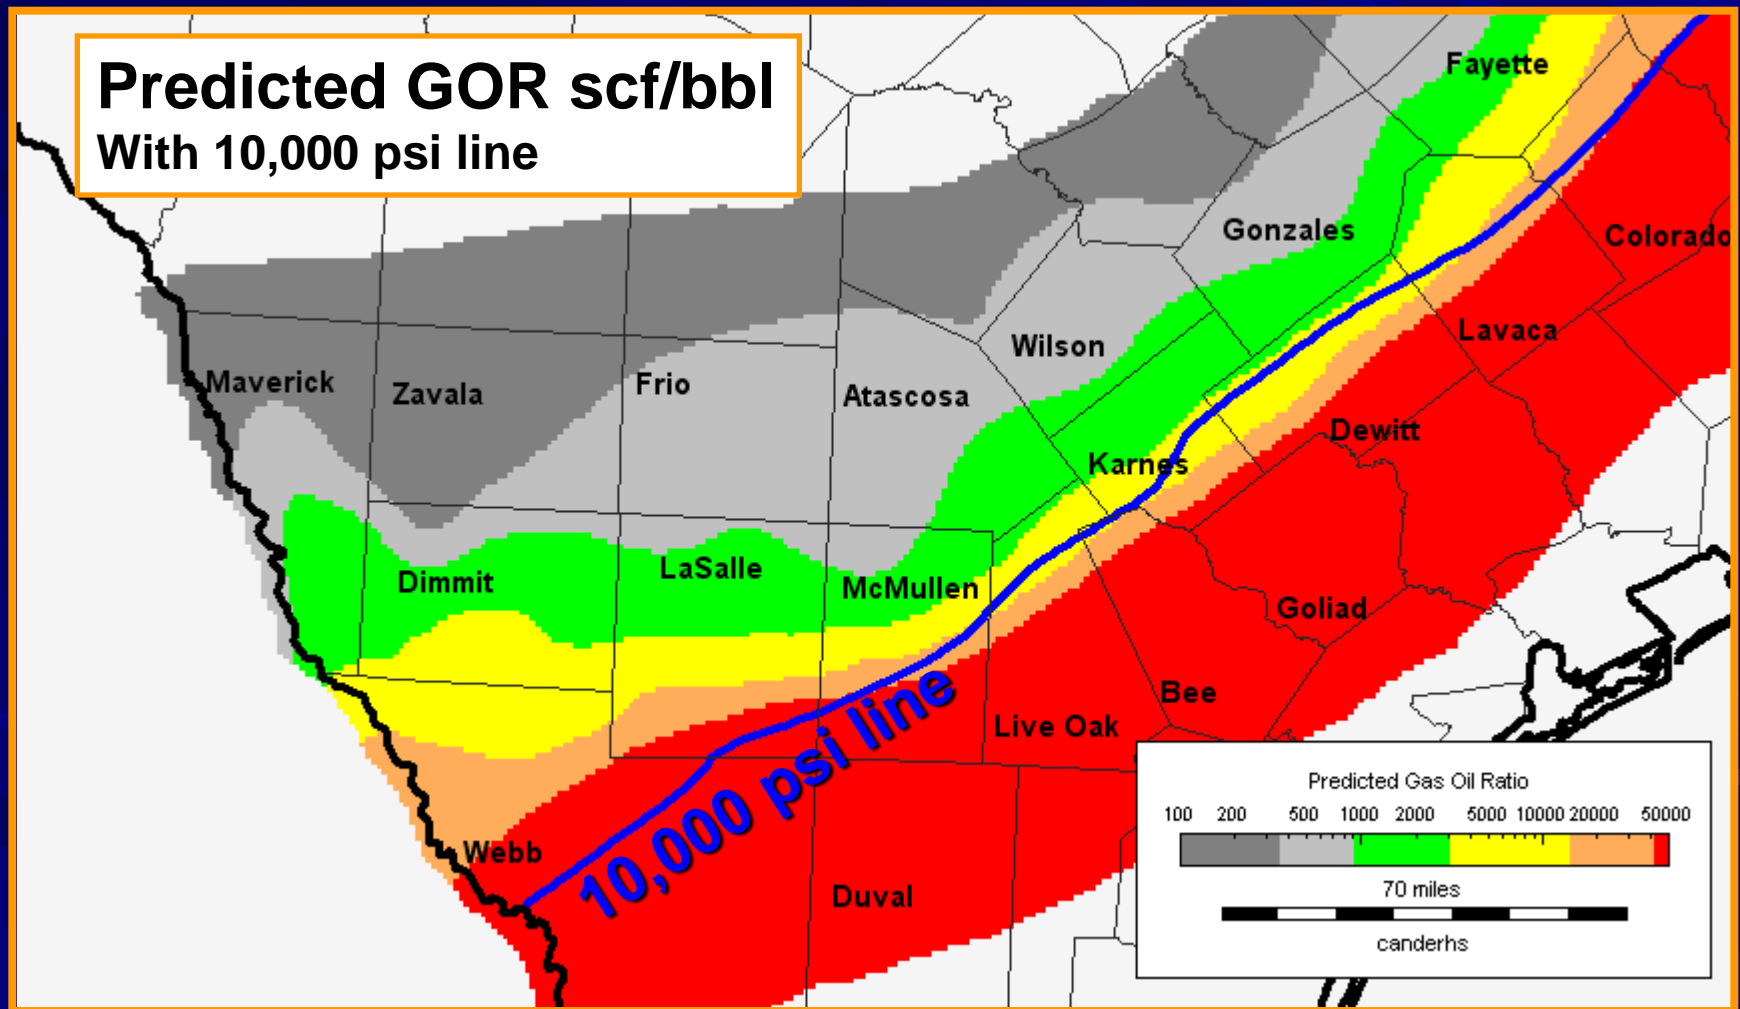 Predicted GOR scf/bbl
With 10,000 psi line
Fayette
Gonzales
Colorado
Wilson
Lavaca
Maverick
Zavala
Frio
Atascosa
Dewitt
Karnes
Dimmit
LaSalle
McMullen
Goliad
Bee
Live Oak
10,000 psi line
Webb
Duval
Predicted Gas Oil Ratio
100 200 500 1000 2000 5000 10000 20000 50000
70 miles
canderhs